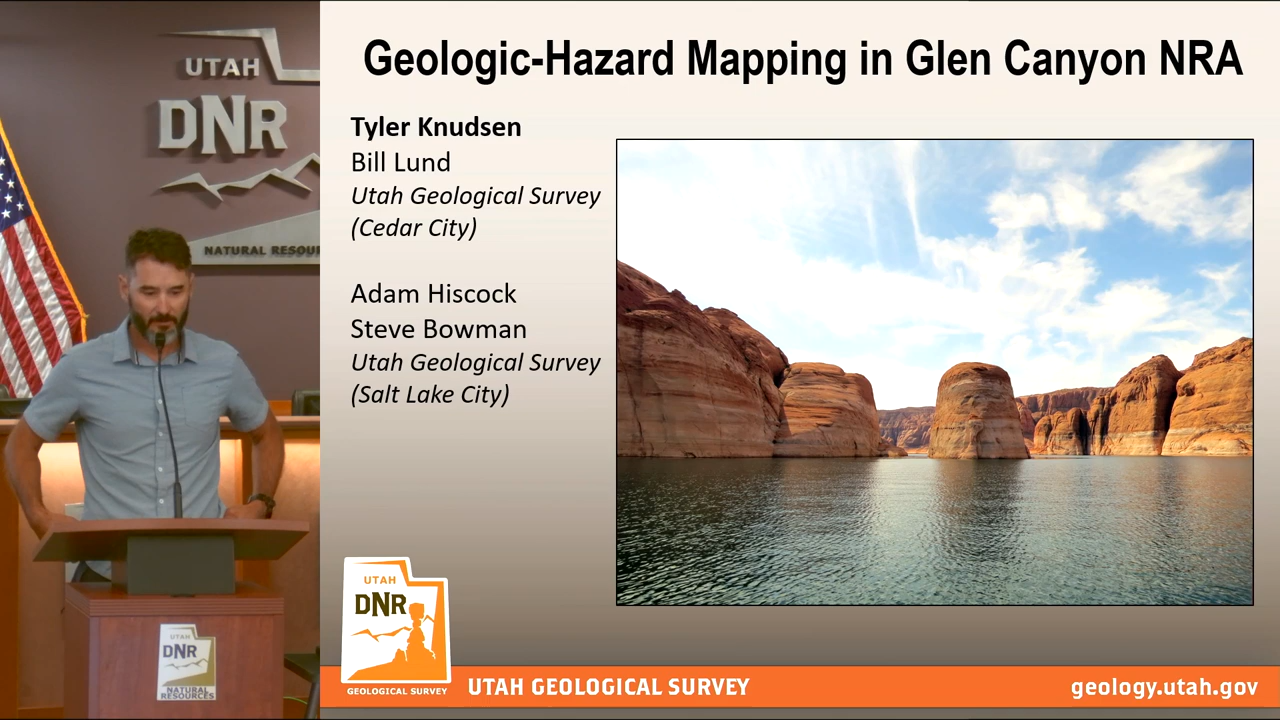 UTAH
DNR
NATURAL RESOUR
UTAH
DNR
NATURAL
RESOURCES
Geologic-Hazard Mapping in Glen Canyon NRA
Tyler Knudsen
Bill Lund
Utah Geological Survey
(Cedar City)
Adam Hiscock
Steve Bowman
Utah Geological Survey
(Salt Lake City)
UTAH
DNR
GEOLOGICAL SURVEY
UTAH GEOLOGICAL SURVEY
geology.utah.gov